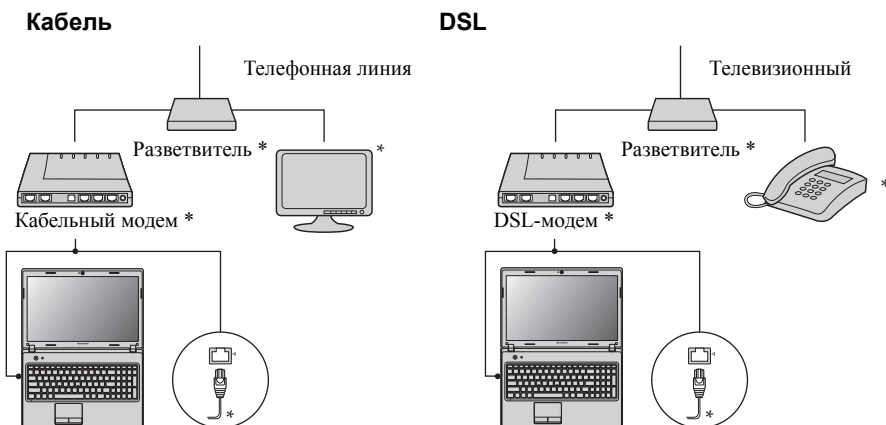 Кабель
DSL
Телефонная линия
Телевизионный
Разветвитель *
*
Разветвитель *
*
Кабельный модем *
DSL-модем *
*
*